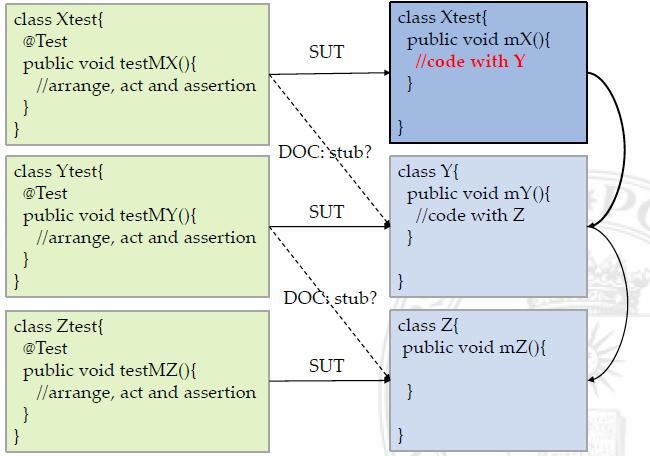 class Xtest{
@Test
public void testMX(){
//arrange, act and assertion
}
}
SUT
class Xtest{
public void mX(){
//code with Y
}
}
DOC: stub?
class Ytest{
@Test
public void testMY(){
//arrange, act and assertion
}
}
SUT
class Y{
public void mY(){
//code with Z
}
}
DOC: stub?
class Ztest{
@Test
public void testMZ(){
//arrange, act and assertion
}
}
SUT
class Z{
public void mZ(){
}
}